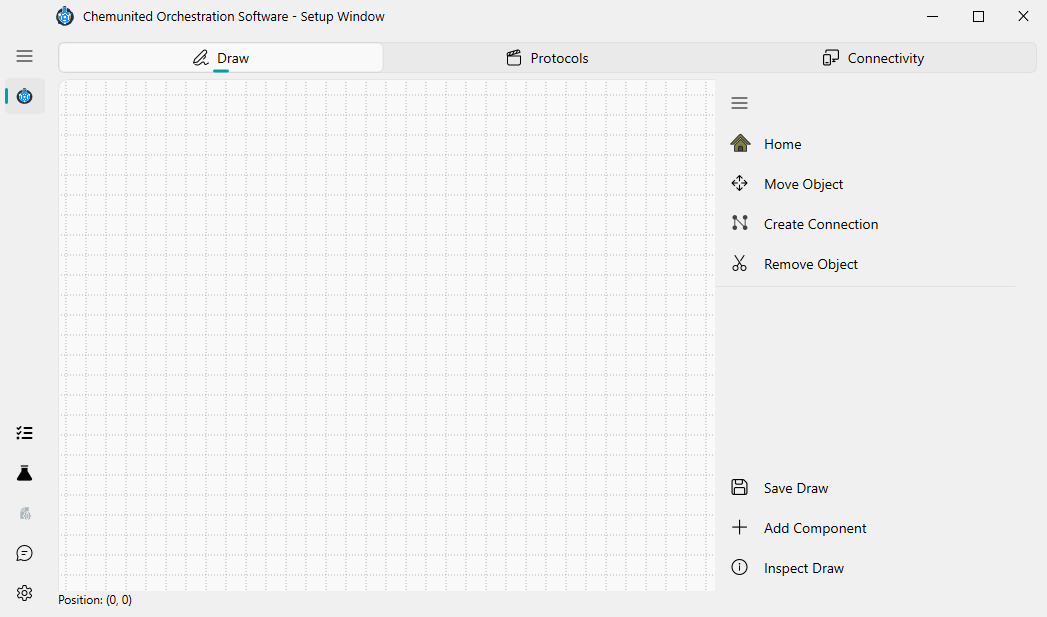 Chemunited Orchestration Software - Setup Window
Draw
Protocols
Connectivity
Home
Move Object
Create Connection
Remove Object
Save Draw
Add Component
Inspect Draw
Position: (0, 0)